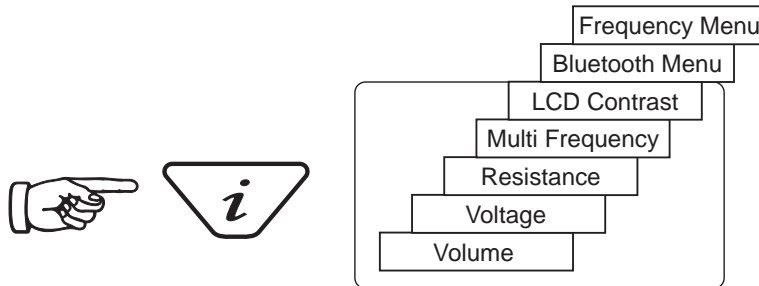 Frequency Menu
Bluetooth Menu
LCD Contrast
Multi Frequency
Resistance
i
Voltage
Volume